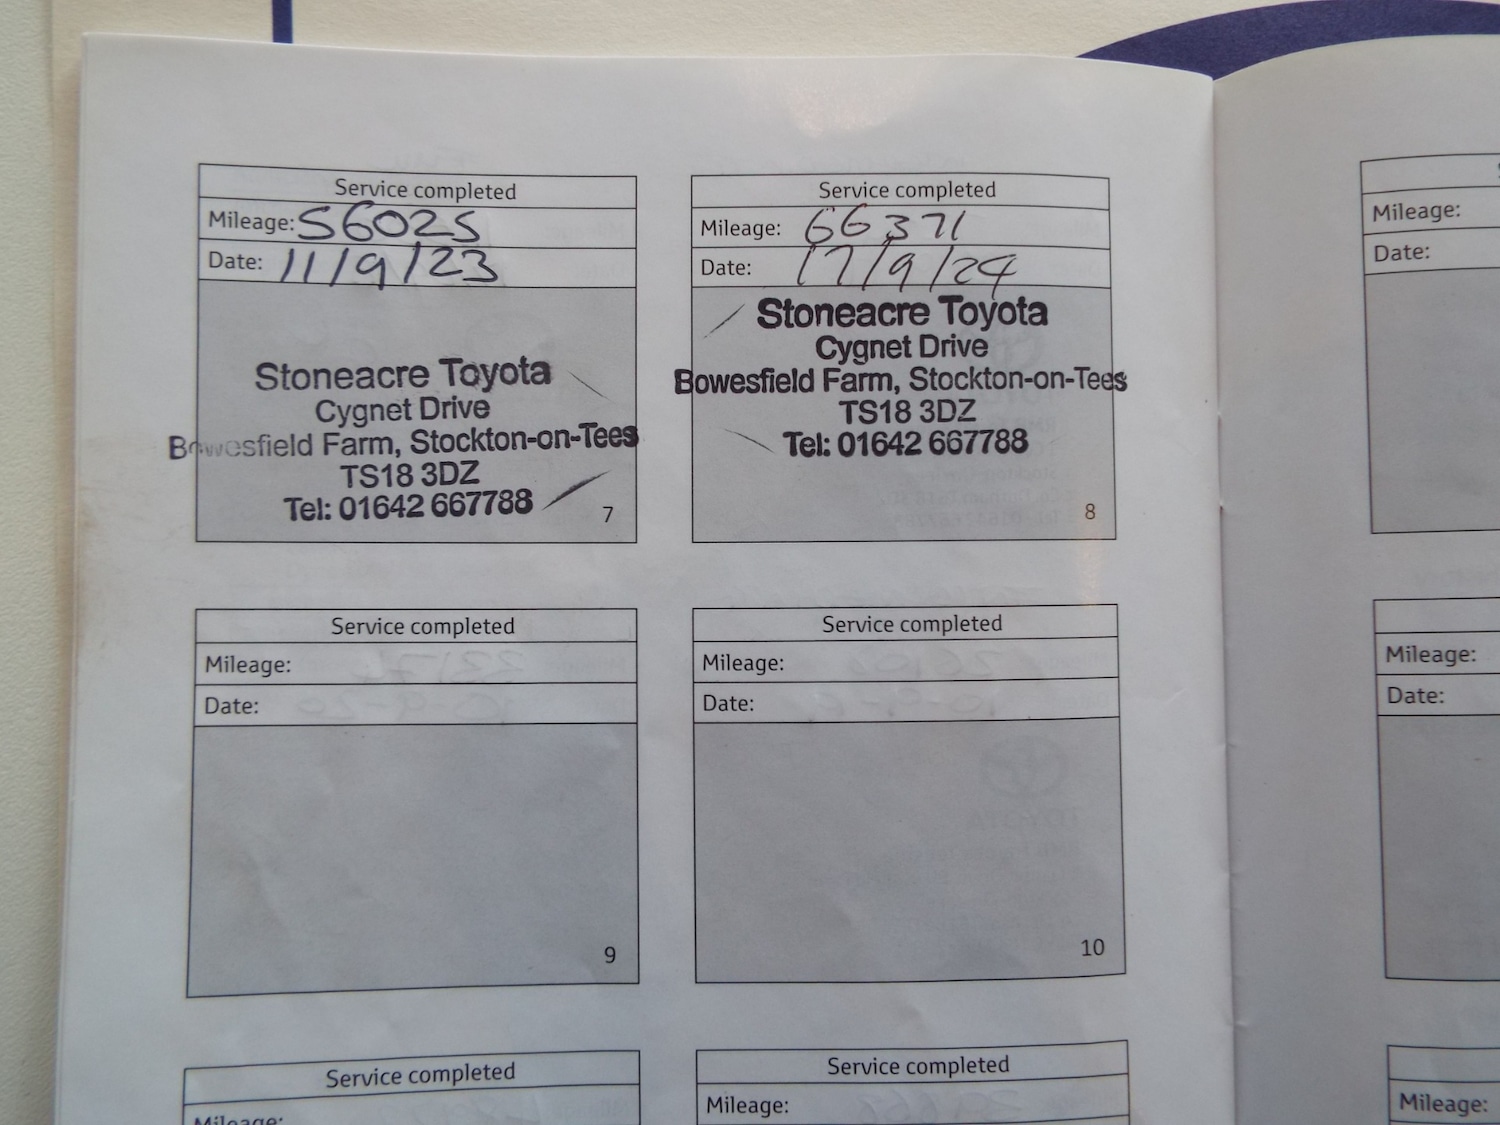 Service completed
Mileage: 56025
Date: 11/9/23
Stoneacre Toyota
Cygnet Drive
Bowesfield Farm, Stockton-on-Tees
TS18 3DZ
Tel: 01642 667788
7
Service completed
Mileage: 66371
Date: 17/9/24
Stoneacre Toyota
Cygnet Drive
Bowesfield Farm, Stockton-on-Tees
TS18 3DZ
Tel: 01642 667788
8
Service completed
Mileage:
Date:
9
Service completed
Mileage:
Date:
10
Service completed
Mileage:
Service completed
Mileage:
Mileage:
Date:
Mileage:
Date:
Mileage: